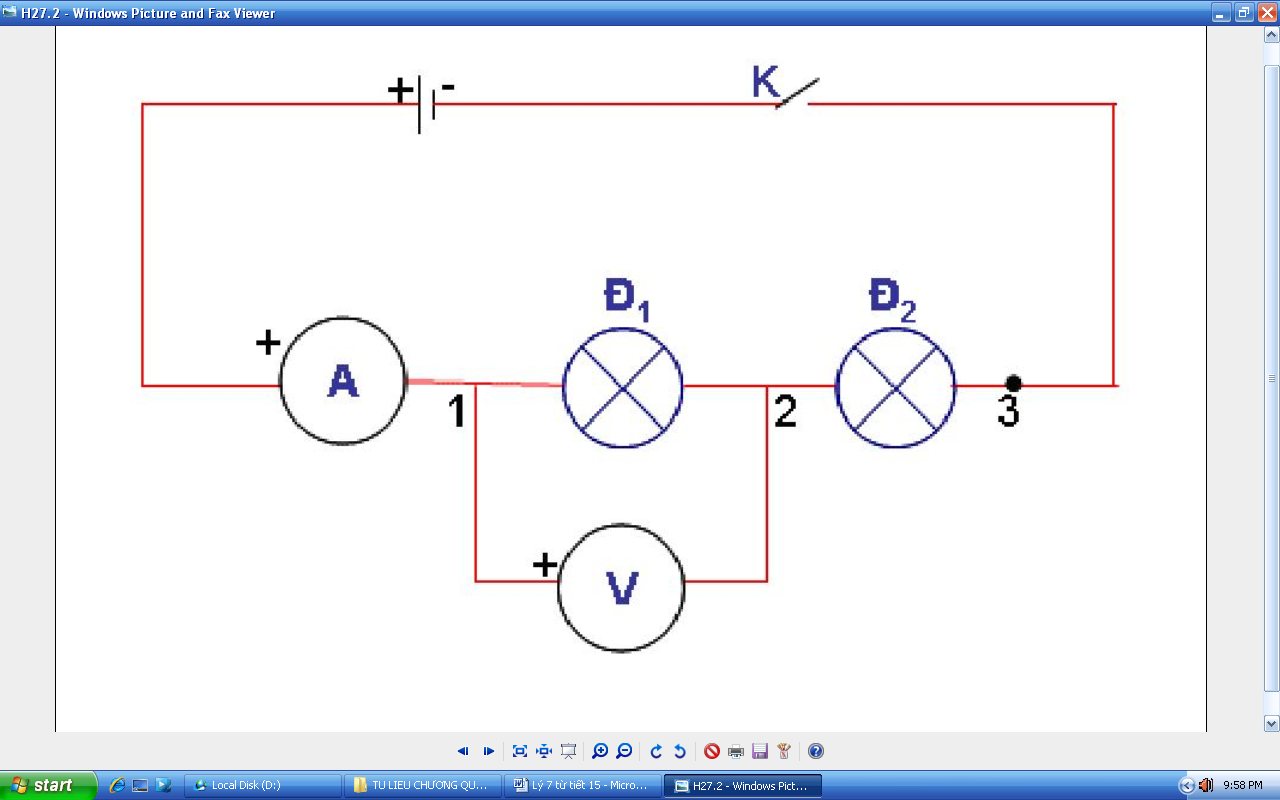 H27.2 - Windows Picture and Fax Viewer
+ -
K
Đ1 Đ2
+
A
1 2 3
+
V
start
Local Disk (D:)
TU LIEU CHƯƠNG QU...
Lý 7 từ tiết 15 - Micro...
H27.2 - Windows Pict...
9:58 PM